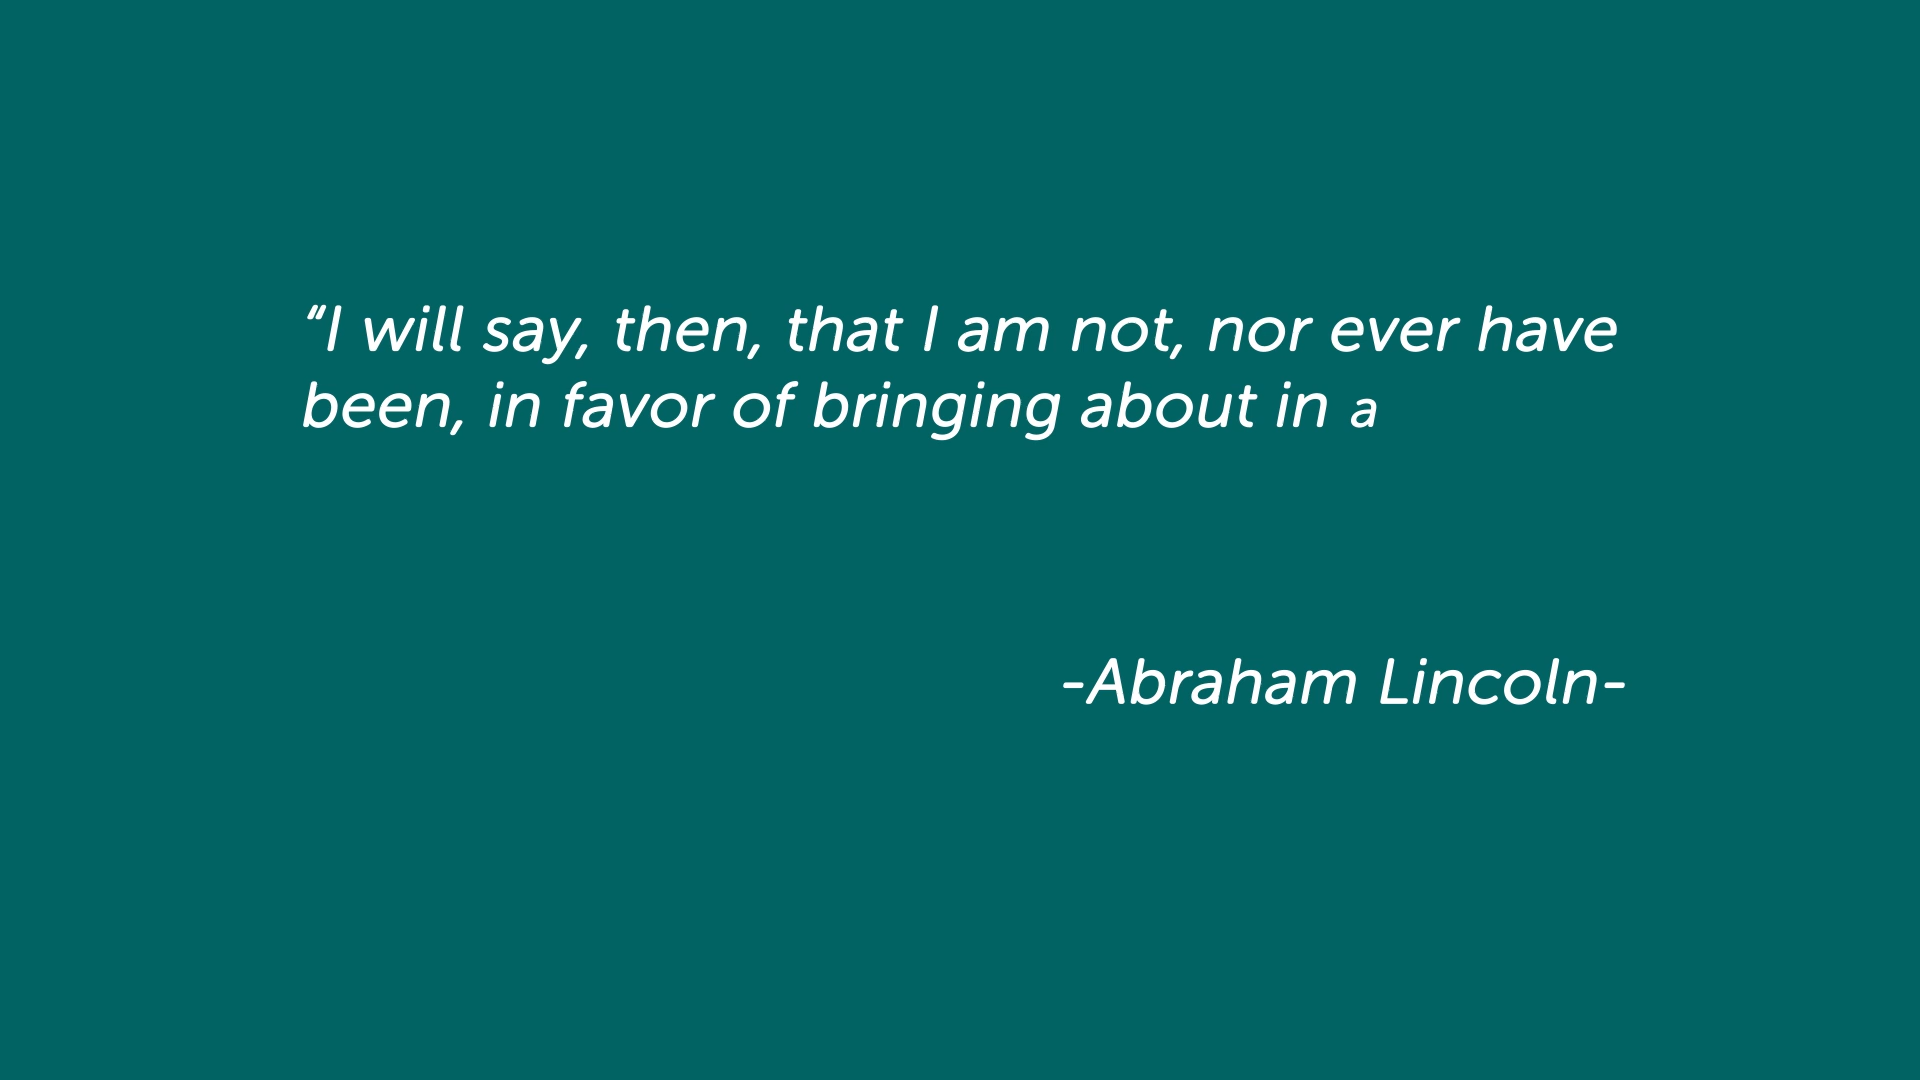 “I will say, then, that I am not, nor ever have
been, in favor of bringing about in a
-Abraham Lincoln-